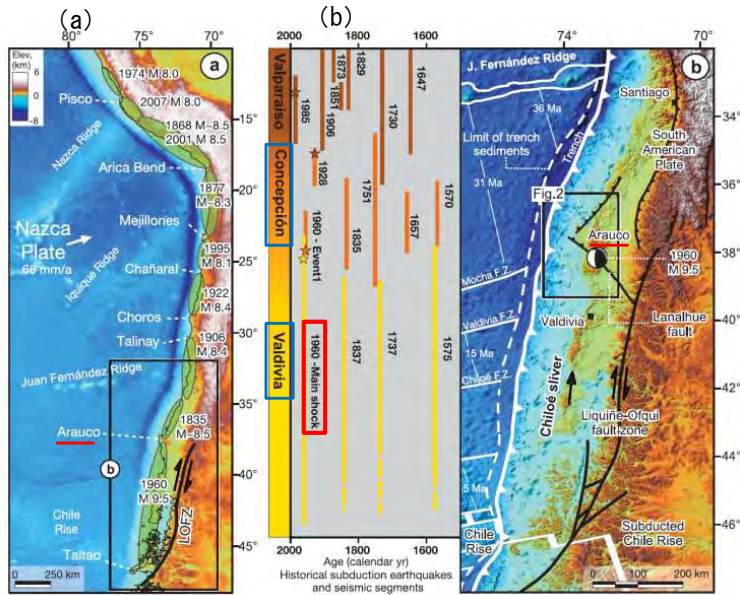 (a)
(b)
80°
75°
70°
Elev.
(km)
6
0
-8
a
1974 M 8.0
Pisco
2007 M 8.0
15°
Nazca Ridge
1868 M~8.5
2001 M 8.5
Arica Bend
1877
M~8.3
20°
Mejillones
Nazca
Plate
66 mm/a
1995
M 8.1
25°
Iquique Ridge
Chañaral
1922
M 8.4
Choros
Talinay
30°
1906
M 8.4
Juan Fernández Ridge
35°
1835
M~8.5
Arauco
b
1960
M 9.5
40°
Chile
Rise
LOFZ
45°
Taitao
0 250 km
2000 1900 1800 1700 1600
Valparaiso
Concepción
Valdivia
1985
1906
1851
1873
1829
1730
1647
1928
1960 - Event1
1835
1751
1657
1570
1960 -Main shock
1837
1737
1575
2000 1900 1800 1700 1600
Age (calendar yr)
Historical subduction earthquakes
and seismic segments
74°
70°
b
J. Fernández Ridge
Santiago
36 Ma
Trench
South
American
Plate
34°
Limit of trench
sediments
31 Ma
36°
Fig.2
Arauco
1960
M 9.5
38°
Mocha F.Z.
Valdivia F.Z.
Valdivia
Lanalhue
fault
40°
15 Ma
Chiloé F.Z.
Chiloé sliver
42°
Liquiñe-Ofqui
fault zone
44°
5 Ma
Chile
Rise
Subducted
Chile Rise
46°
0 100 200
km